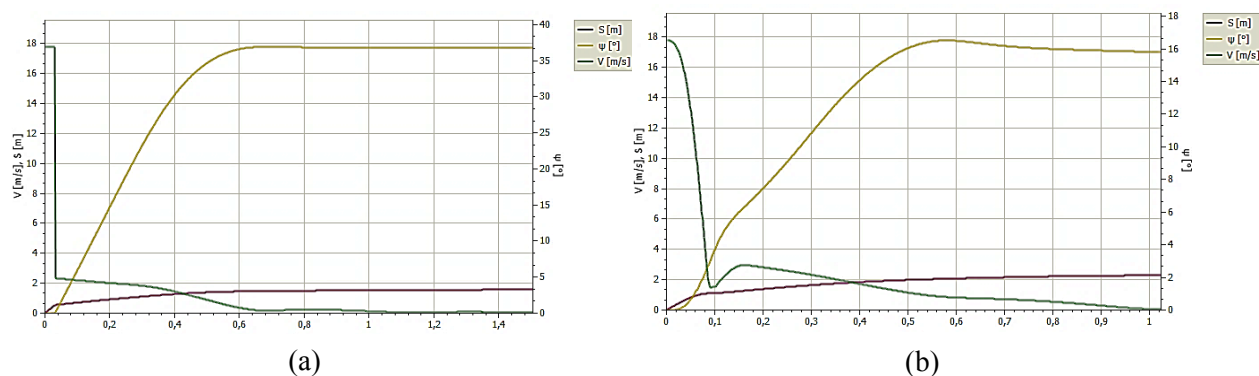 S [m]
ψ [°]
V [m/s]
V [m/s], S [m]
18
16
14
12
10
8
6
4
2
0
40
35
30
25
20
15
10
5
0
ψ [°]
0 0,2 0,4 0,6 0,8 1 1,2 1,4
(a)
S [m]
ψ [°]
V [m/s]
V [m/s], S [m]
18
16
14
12
10
8
6
4
2
0
18
16
14
12
10
8
6
4
2
0
ψ [°]
0 0,1 0,2 0,3 0,4 0,5 0,6 0,7 0,8 0,9 1
(b)